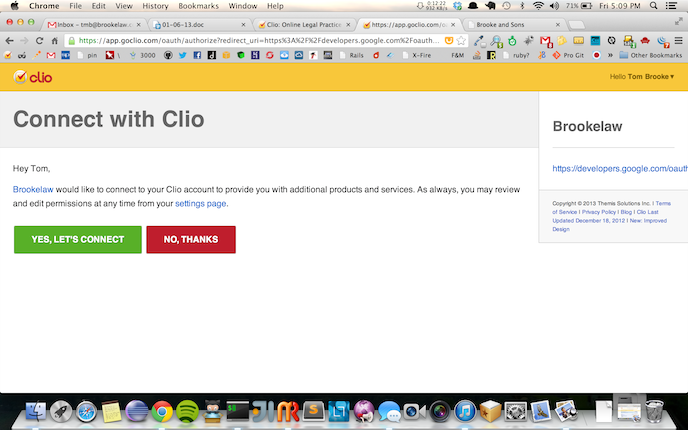 Chrome File Edit View History Bookmarks Window Help
0:12:22 71% Fri 5:09 PM
932 KB/s
Inbox – tmb@brookelaw.c
01-06-13.doc
Clio: Online Legal Practice
https://app.goclio.com/o
Brooke and Sons
https://app.goclio.com/oauth/authorize?redirect_uri=https%3A%2F%2Fdevelopers.google.com%2Foauth…
pin 3000 Rails X-Fire F&M ruby? Pro Git » Other Bookmarks
clio
Hello Tom Brooke ▾
Connect with Clio
Hey Tom,
Brookelaw would like to connect to your Clio account to provide you with additional products and services. As always, you may review
and edit permissions at any time from your settings page.
YES, LET'S CONNECT NO, THANKS
Brookelaw
https://developers.google.com/oauth
Copyright © 2013 Themis Solutions Inc. | Terms
of Service | Privacy Policy | Blog | Clio Last
Updated December 18, 2012 | New: Improved
Design